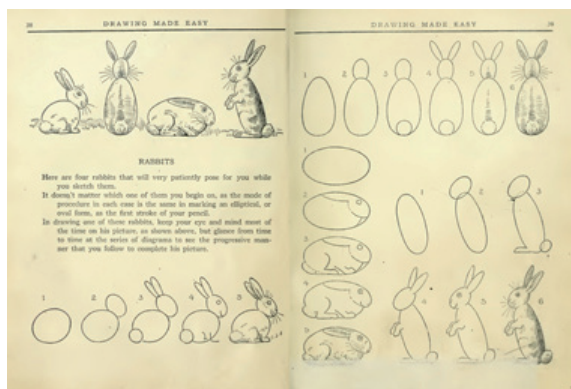 38
DRAWING MADE EASY
RABBITS
Here are four rabbits that will very patiently pose for you while
you sketch them.
It doesn't matter which one of them you begin on, as the mode of
procedure in each case is the same in marking an elliptical, or
oval form, as the first stroke of your pencil.
In drawing any of these rabbits, keep your eye and mind most of
the time on his picture, as shown above, but glance from time
to time at the series of diagrams to see the progressive man-
ner that you follow to complete his picture.
1 2 3 4 5
DRAWING MADE EASY
39
1 2 3 4 5 6
1
2
3
4
5
1 2 3
4 5 6